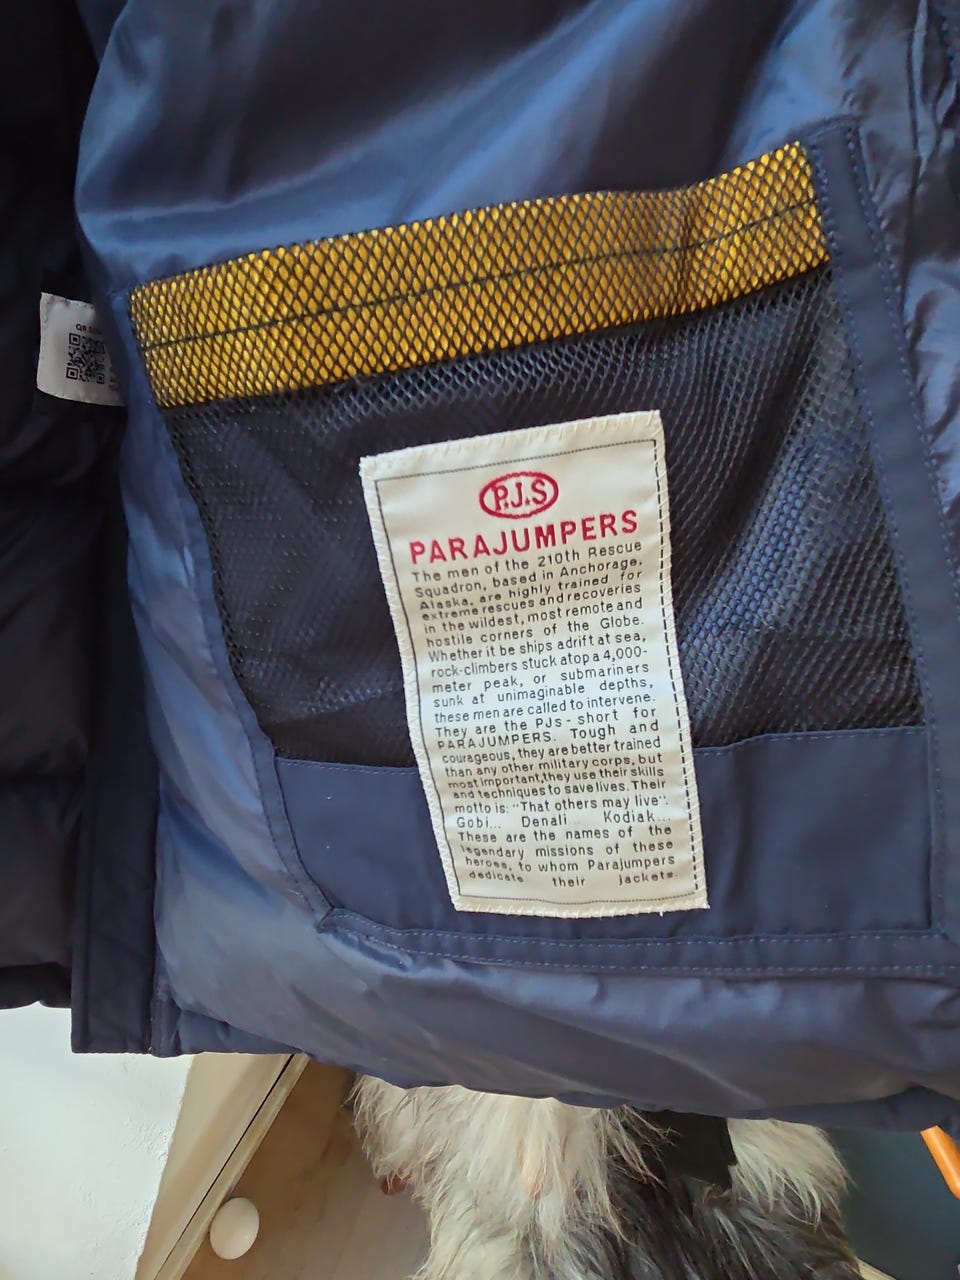 QR
P.J.S
PARAJUMPERS
The men of the 210th Rescue
Squadron, based in Anchorage,
Alaska, are highly trained for
extreme rescues and recoveries
in the wildest, most remote and
hostile corners of the Globe.
Whether it be ships adrift at sea,
rock-climbers stuck atop a 4,000-
meter peak, or submariners
sunk at unimaginable depths,
these men are called to intervene.
They are the PJs - short for
PARAJUMPERS. Tough and
courageous, they are better trained
than any other military corps, but
most important,they use their skills
and techniques to save lives. Their
motto is: "That others may live".
Gobi... Denali... Kodiak...
These are the names of the
legendary missions of these
heroes, to whom Parajumpers
dedicate their jackets